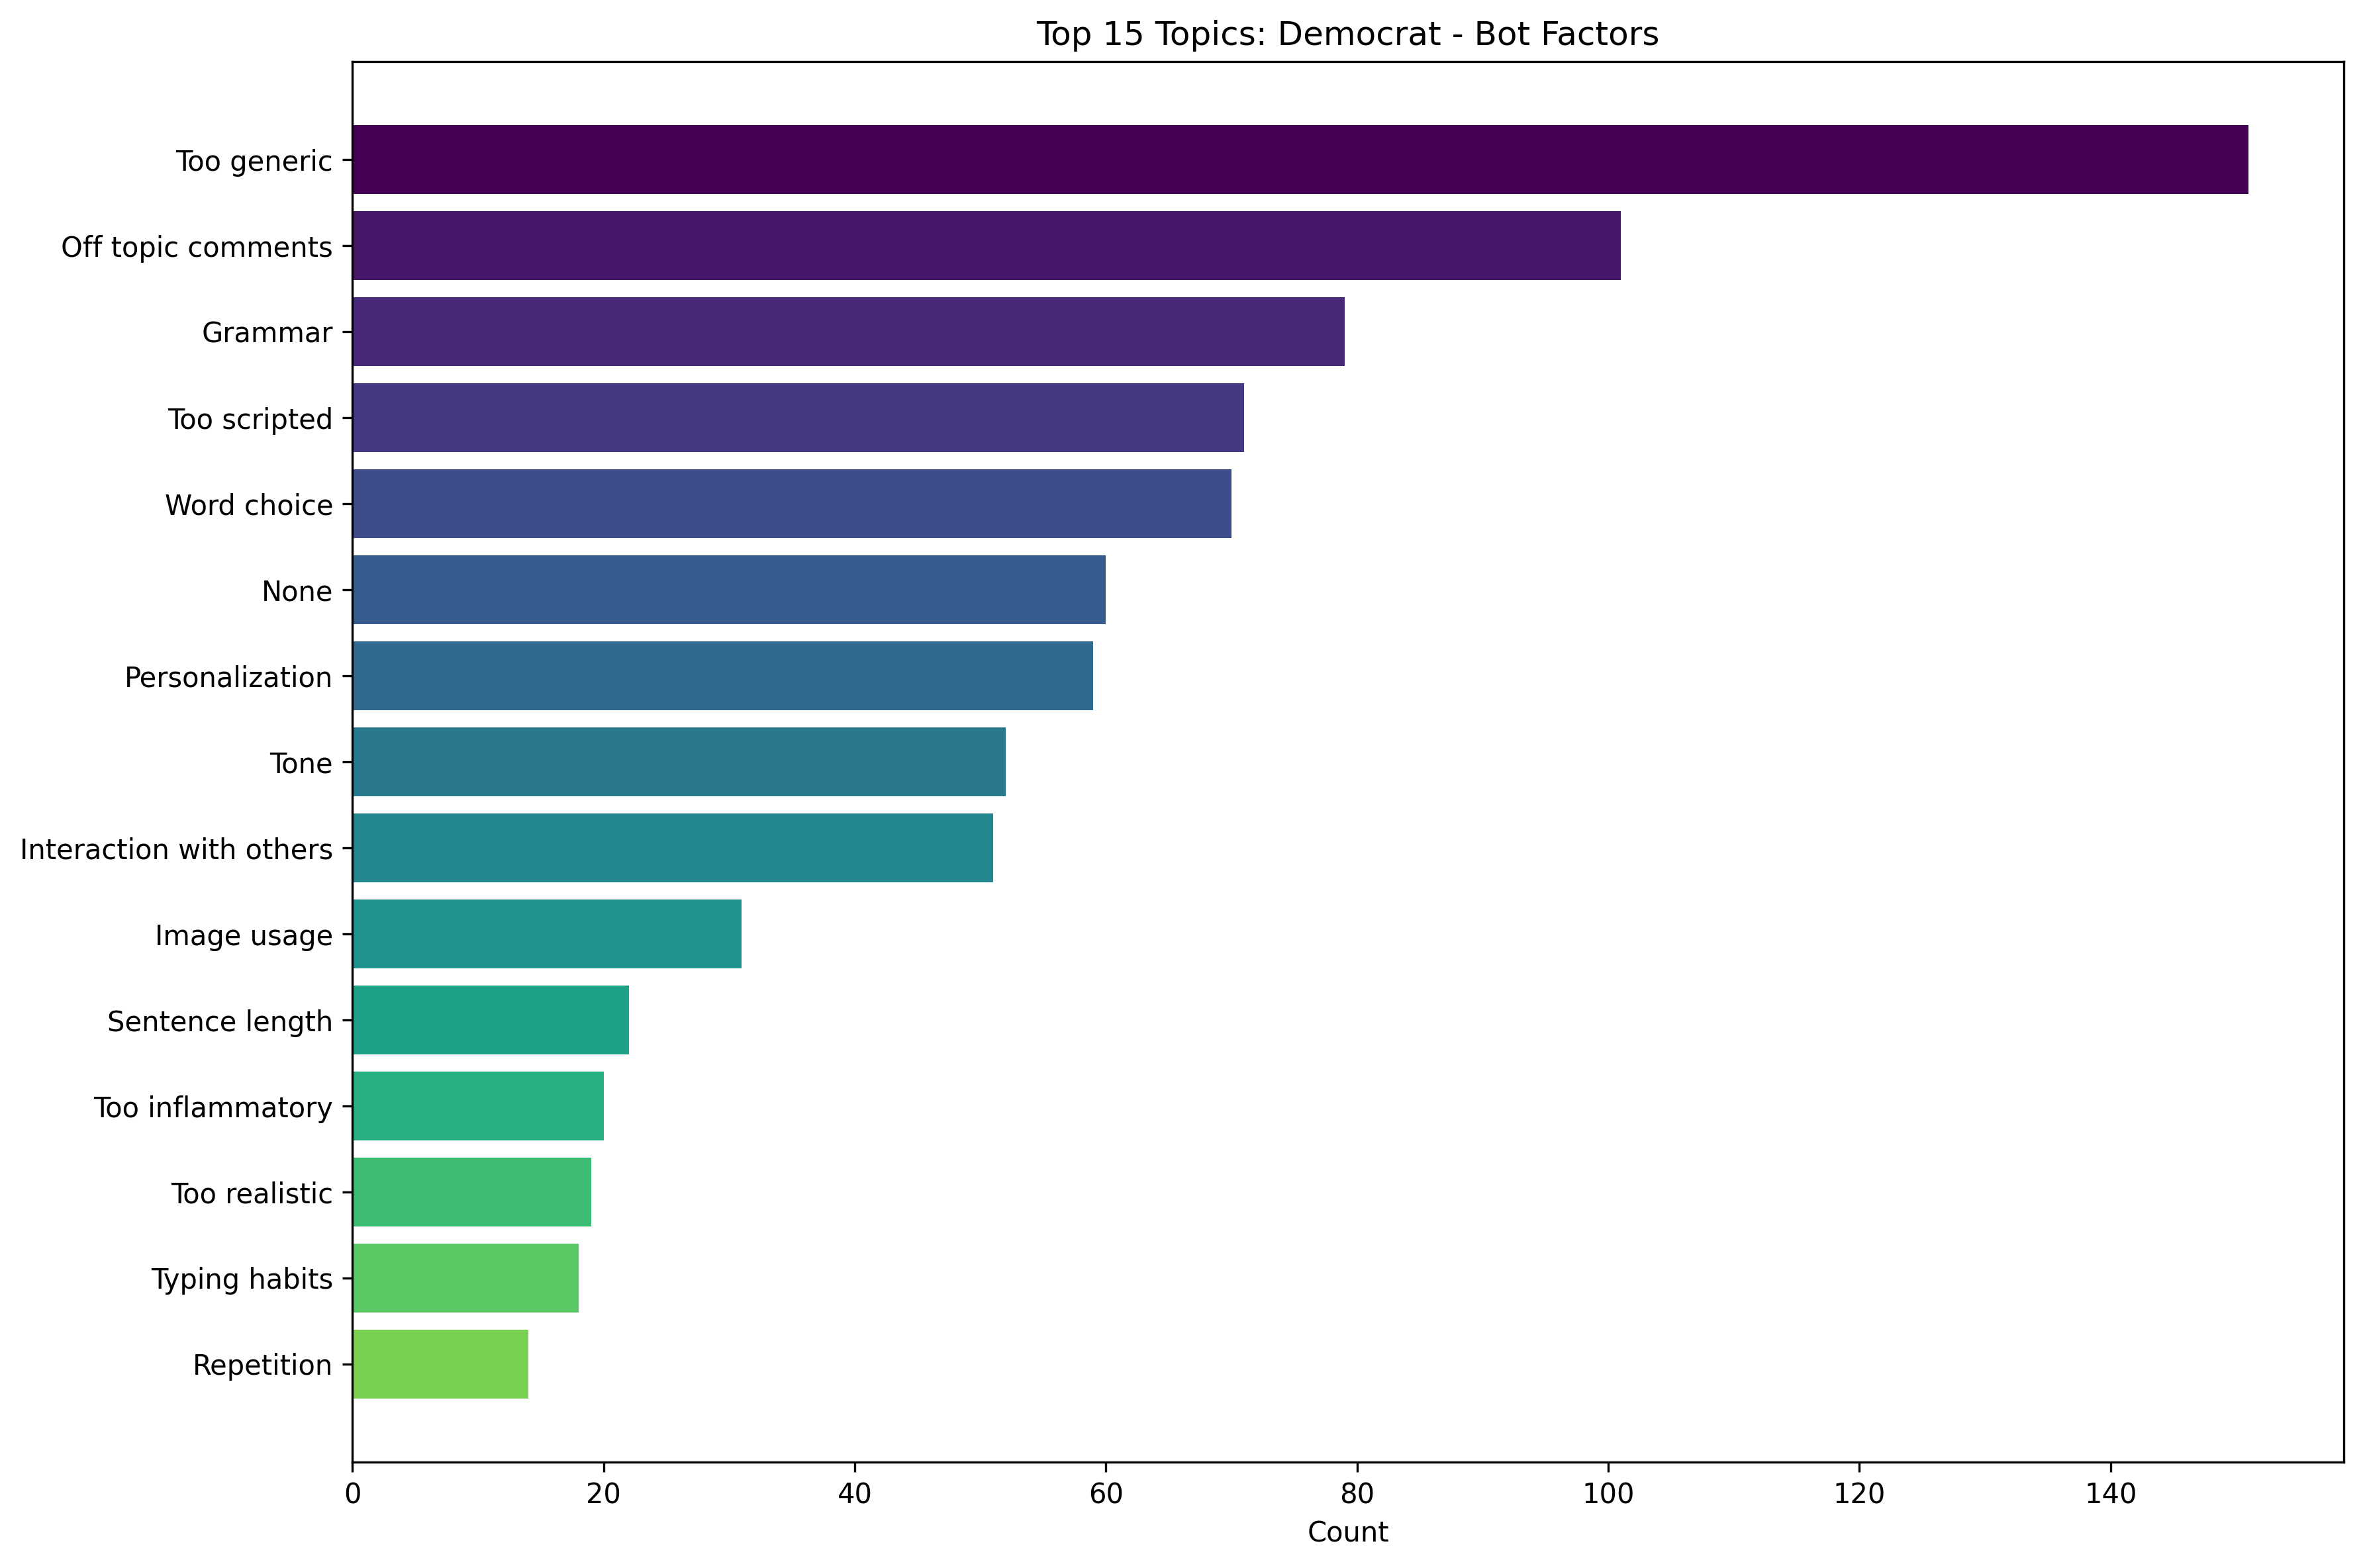 Top 15 Topics: Democrat - Bot Factors
Too generic
Off topic comments
Grammar
Too scripted
Word choice
None
Personalization
Tone
Interaction with others
Image usage
Sentence length
Too inflammatory
Too realistic
Typing habits
Repetition
0 20 40 60 80 100 120 140
Count